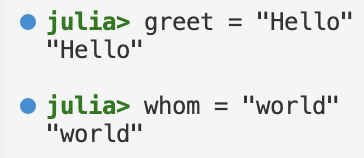 julia> greet = "Hello"
"Hello"
julia> whom = "world"
"world"